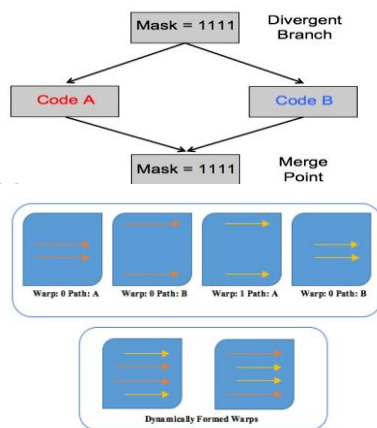 Mask = 1111
Divergent
Branch
Code A
Code B
Mask = 1111
Merge
Point
Warp: 0 Path: A
Warp: 0 Path: B
Warp: 1 Path: A
Warp: 0 Path: B
Dynamically Formed Warps